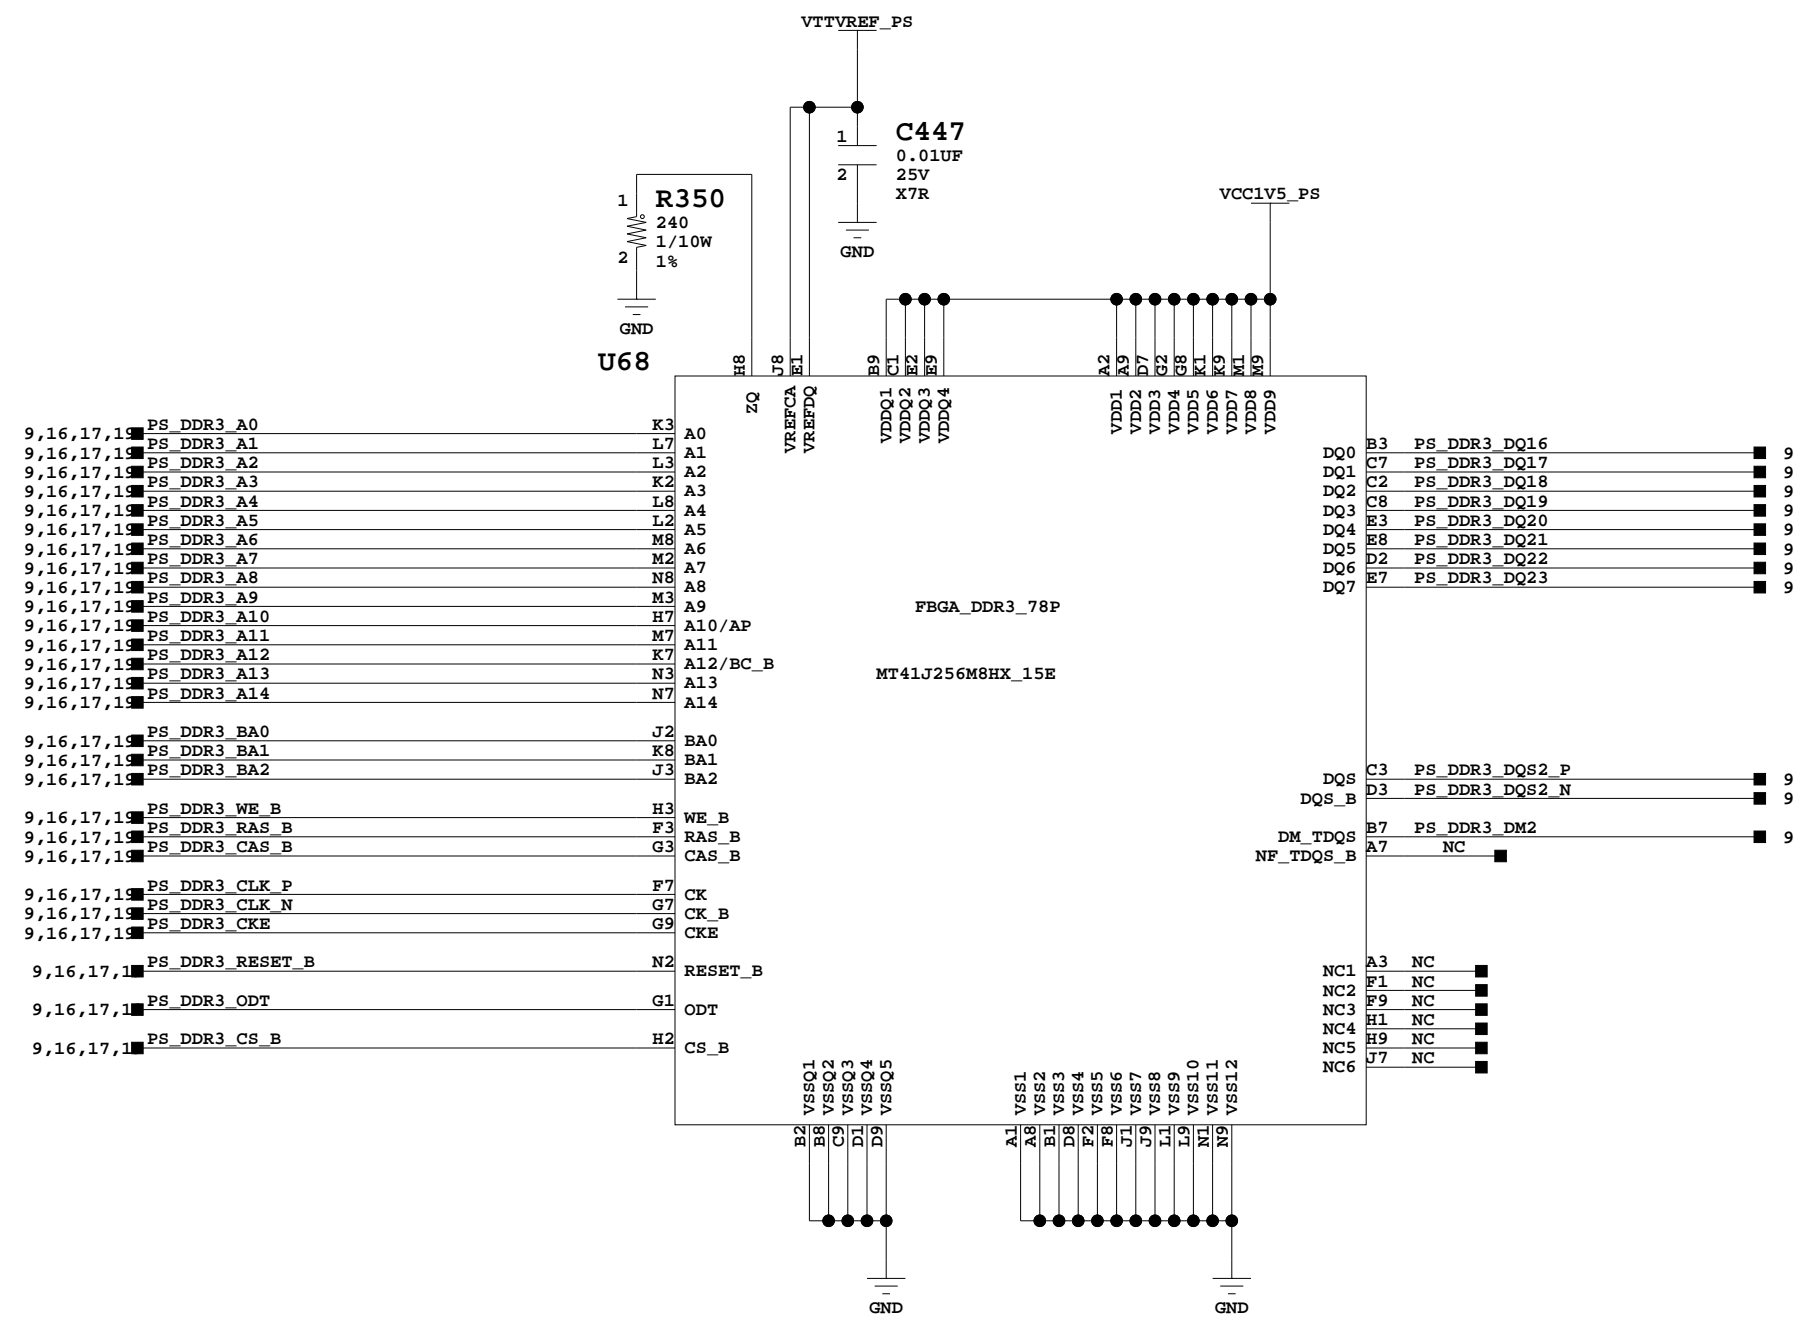 VTTVREF_PS
1
C447
0.01UF
25V
X7R
2
GND
VCC1V5_PS
1
R350
240
1/10W
1%
2
GND
U68
H8
J8
E1
B9
C1
E2
E9
A2
A9
D7
G2
G8
K1
K9
M1
M9
ZQ
VREFCA
VREFDQ
VDDQ1
VDDQ2
VDDQ3
VDDQ4
VDD1
VDD2
VDD3
VDD4
VDD5
VDD6
VDD7
VDD8
VDD9
9,16,17,19 PS_DDR3_A0 K3 A0
9,16,17,19 PS_DDR3_A1 L7 A1
9,16,17,19 PS_DDR3_A2 L3 A2
9,16,17,19 PS_DDR3_A3 K2 A3
9,16,17,19 PS_DDR3_A4 L8 A4
9,16,17,19 PS_DDR3_A5 L2 A5
9,16,17,19 PS_DDR3_A6 M8 A6
9,16,17,19 PS_DDR3_A7 M2 A7
9,16,17,19 PS_DDR3_A8 N8 A8
9,16,17,19 PS_DDR3_A9 M3 A9
9,16,17,19 PS_DDR3_A10 H7 A10/AP
9,16,17,19 PS_DDR3_A11 M7 A11
9,16,17,19 PS_DDR3_A12 K7 A12/BC_B
9,16,17,19 PS_DDR3_A13 N3 A13
9,16,17,19 PS_DDR3_A14 N7 A14
9,16,17,19 PS_DDR3_BA0 J2 BA0
9,16,17,19 PS_DDR3_BA1 K8 BA1
9,16,17,19 PS_DDR3_BA2 J3 BA2
9,16,17,19 PS_DDR3_WE_B H3 WE_B
9,16,17,19 PS_DDR3_RAS_B F3 RAS_B
9,16,17,19 PS_DDR3_CAS_B G3 CAS_B
9,16,17,19 PS_DDR3_CLK_P F7 CK
9,16,17,19 PS_DDR3_CLK_N G7 CK_B
9,16,17,19 PS_DDR3_CKE G9 CKE
9,16,17,1 PS_DDR3_RESET_B N2 RESET_B
9,16,17,1 PS_DDR3_ODT G1 ODT
9,16,17,1 PS_DDR3_CS_B H2 CS_B
FBGA_DDR3_78P
MT41J256M8HX_15E
DQ0 B3 PS_DDR3_DQ16 9
DQ1 C7 PS_DDR3_DQ17 9
DQ2 C2 PS_DDR3_DQ18 9
DQ3 C8 PS_DDR3_DQ19 9
DQ4 E3 PS_DDR3_DQ20 9
DQ5 E8 PS_DDR3_DQ21 9
DQ6 D2 PS_DDR3_DQ22 9
DQ7 E7 PS_DDR3_DQ23 9
DQS C3 PS_DDR3_DQS2_P 9
DQS_B D3 PS_DDR3_DQS2_N 9
DM_TDQS B7 PS_DDR3_DM2 9
NF_TDQS_B A7 NC
NC1 A3 NC
NC2 F1 NC
NC3 F9 NC
NC4 H1 NC
NC5 H9 NC
NC6 J7 NC
VSSQ1
VSSQ2
VSSQ3
VSSQ4
VSSQ5
VSS1
VSS2
VSS3
VSS4
VSS5
VSS6
VSS7
VSS8
VSS9
VSS10
VSS11
VSS12
B2
B8
C9
D1
D9
A1
A8
B1
D8
F2
F8
J1
J9
L1
L9
N1
N9
GND
GND